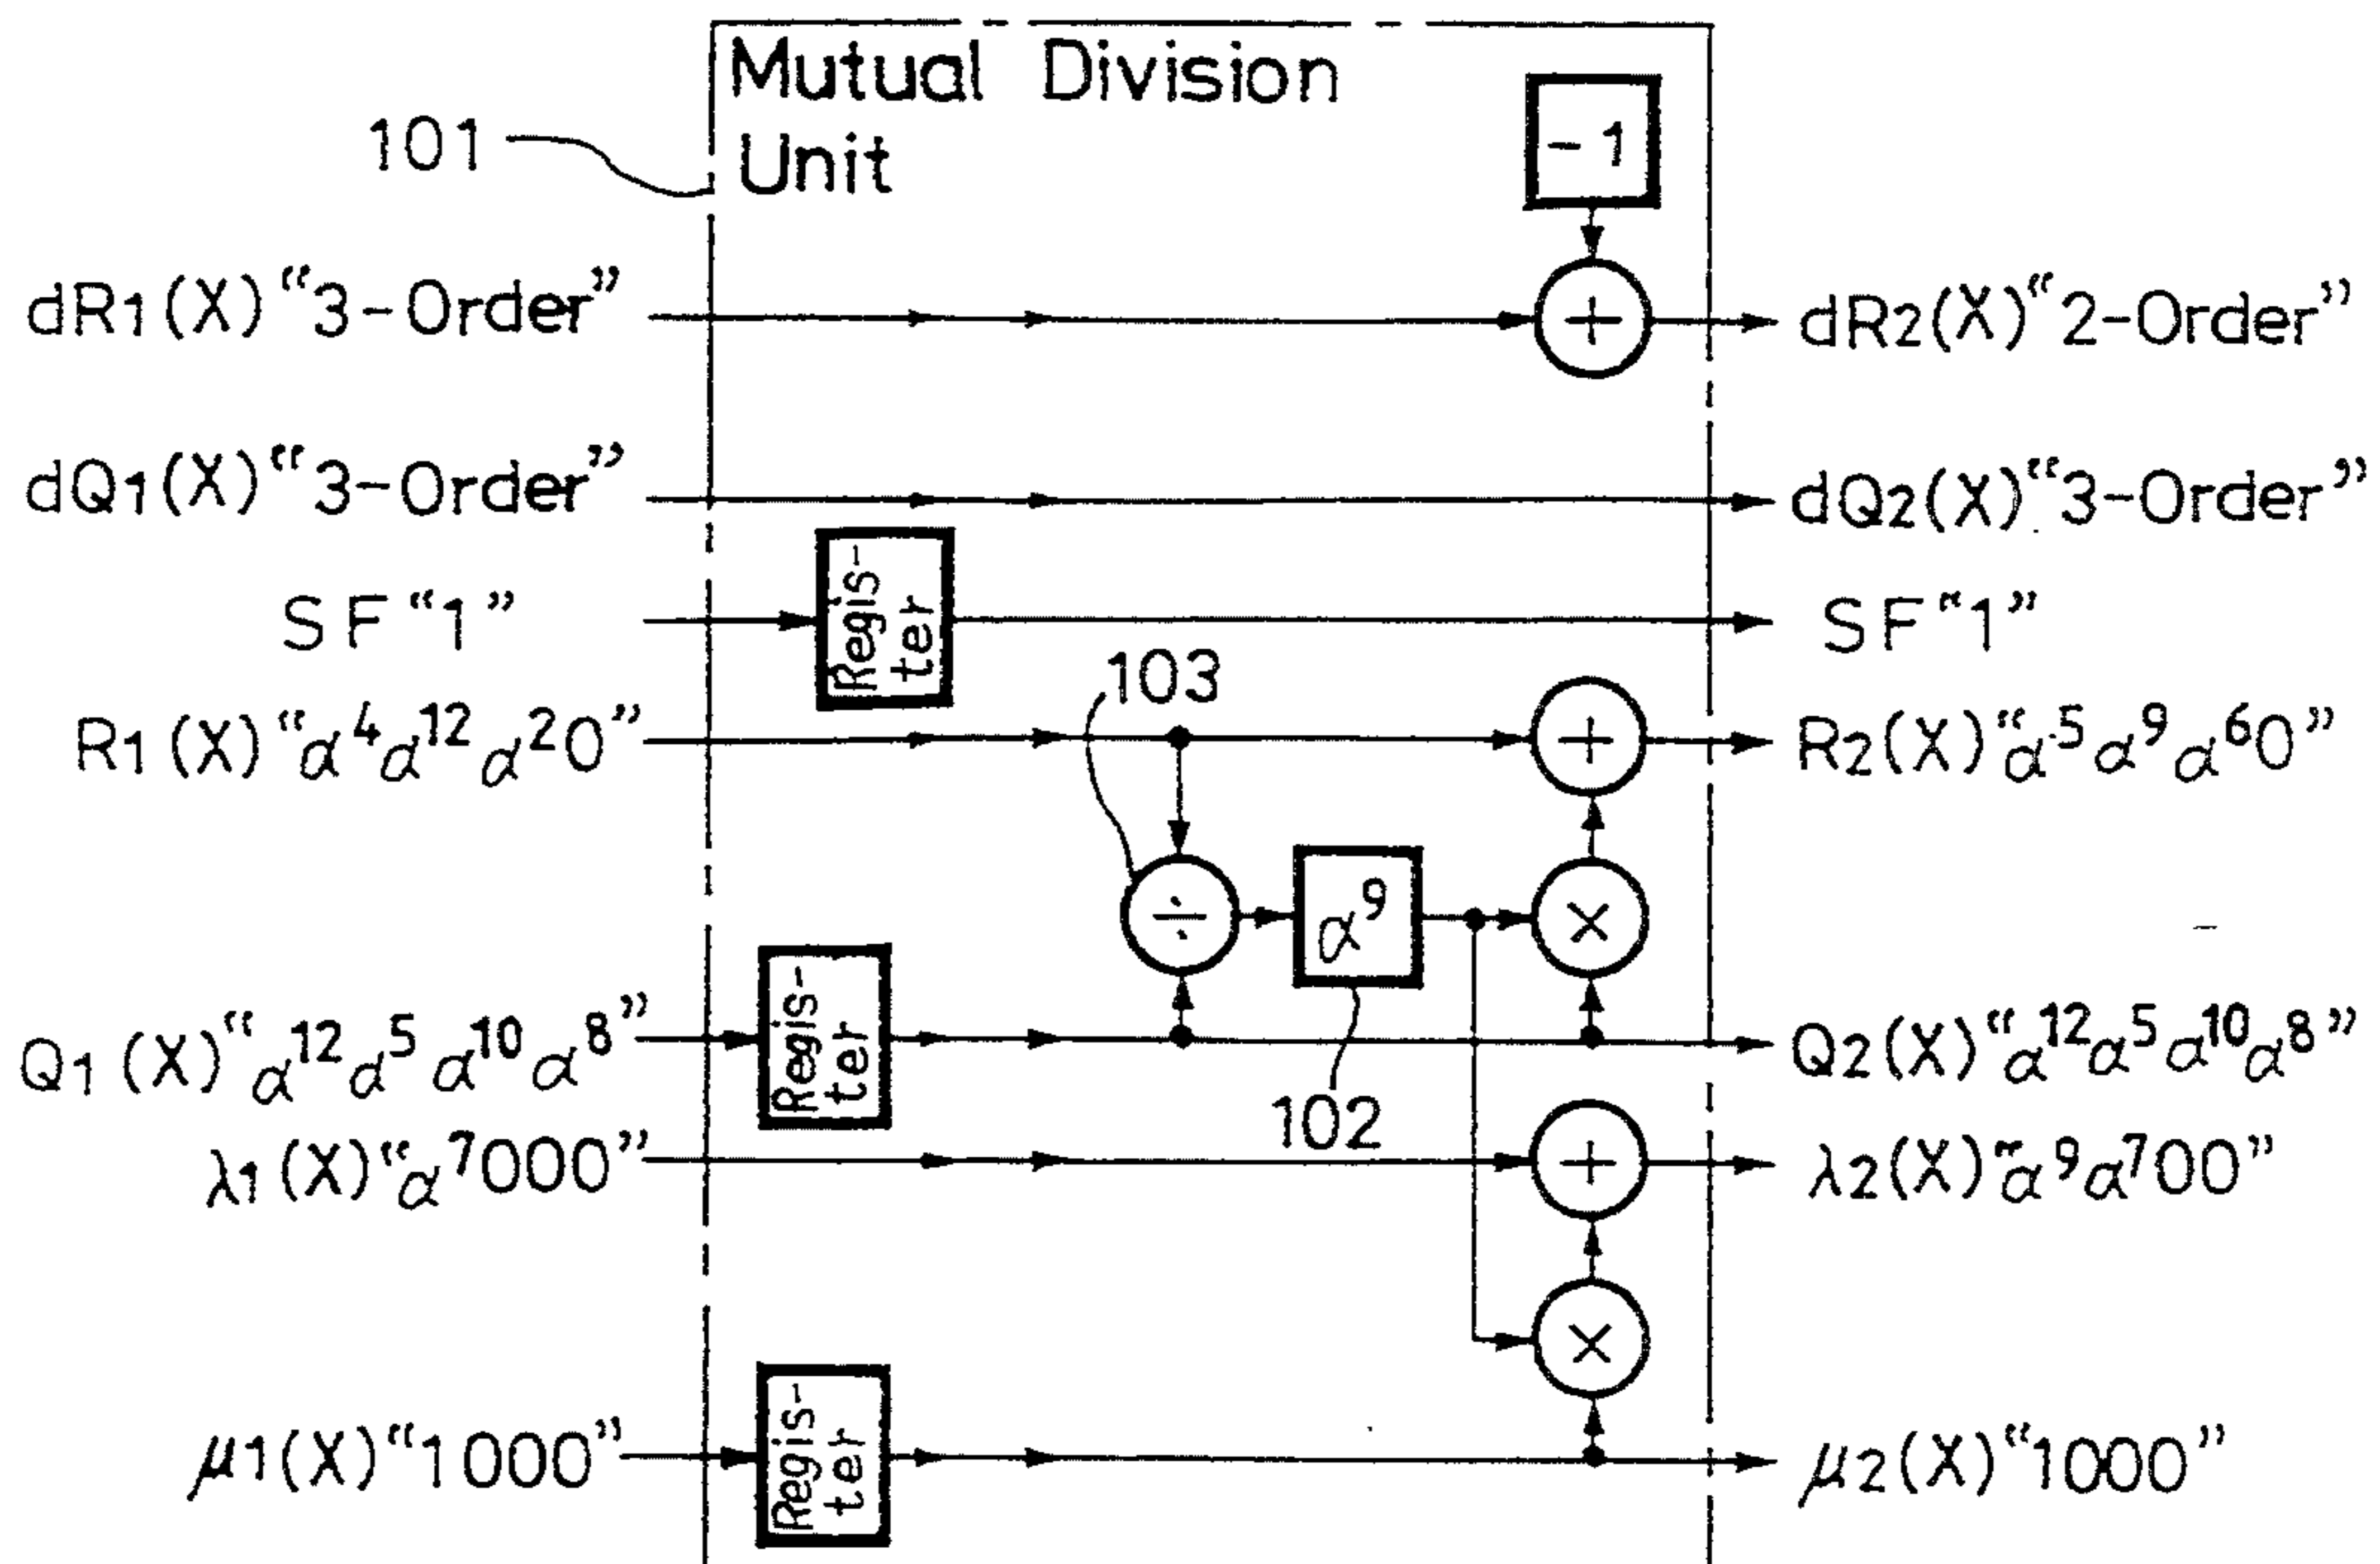 Mutual Division
Unit
101
-1
dR1(X)“3-Order”
+
dR2(X)“2-Order”
dQ1(X)“3-Order”
dQ2(X)“3-Order”
SF“1”
Regis-
ter
SF“1”
103
R1(X)“α⁴α¹²α²0”
+
R2(X)“α⁵α⁹α⁶0”
÷
α⁹
×
Q1(X)“α¹²α⁵α¹⁰α⁸”
Regis-
ter
102
Q2(X)“α¹²α⁵α¹⁰α⁸”
λ1(X)“α⁷000”
+
λ2(X)“α⁹α⁷00”
×
μ1(X)“1000”
Regis-
ter
μ2(X)“1000”